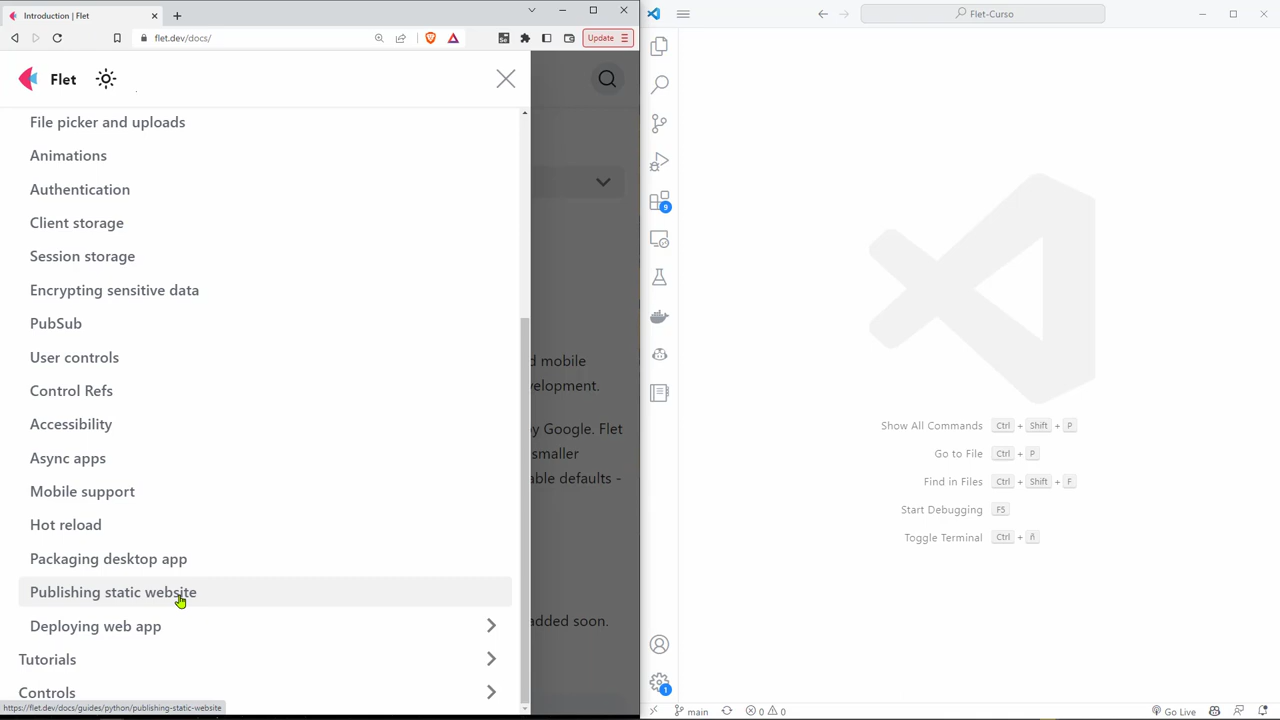 Introduction | Flet
flet.dev/docs/
Update
Flet
File picker and uploads
Animations
Authentication
Client storage
Session storage
Encrypting sensitive data
PubSub
User controls
Control Refs
Accessibility
Async apps
Mobile support
Hot reload
Packaging desktop app
Publishing static website
Deploying web app
Tutorials
Controls
https://flet.dev/docs/guides/python/publishing-static-website
d mobile
velopment.
by Google. Flet
smaller
able defaults -
added soon.
Flet-Curso
9
Show All Commands Ctrl + Shift + P
Go to File Ctrl + P
Find in Files Ctrl + Shift + F
Start Debugging F5
Toggle Terminal Ctrl + ñ
1
main 0 0 Go Live